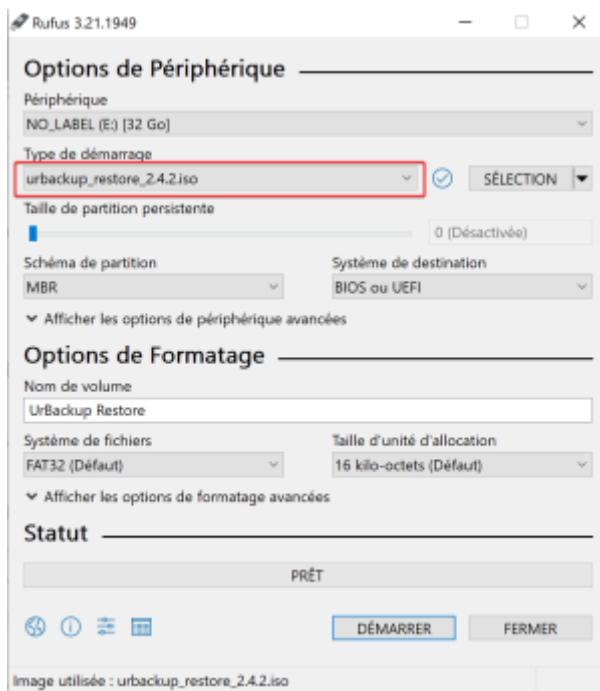 Rufus 3.21.1949
Options de Périphérique
Périphérique
NO_LABEL (E:) [32 Go]
Type de démarrage
urbackup_restore_2.4.2.iso
SÉLECTION
Taille de partition persistente
0 (Désactivée)
Schéma de partition
Système de destination
MBR
BIOS ou UEFI
Afficher les options de périphérique avancées
Options de Formatage
Nom de volume
UrBackup Restore
Système de fichiers
Taille d'unité d'allocation
FAT32 (Défaut)
16 kilo-octets (Défaut)
Afficher les options de formatage avancées
Statut
PRÊT
DÉMARRER
FERMER
Image utilisée : urbackup_restore_2.4.2.iso